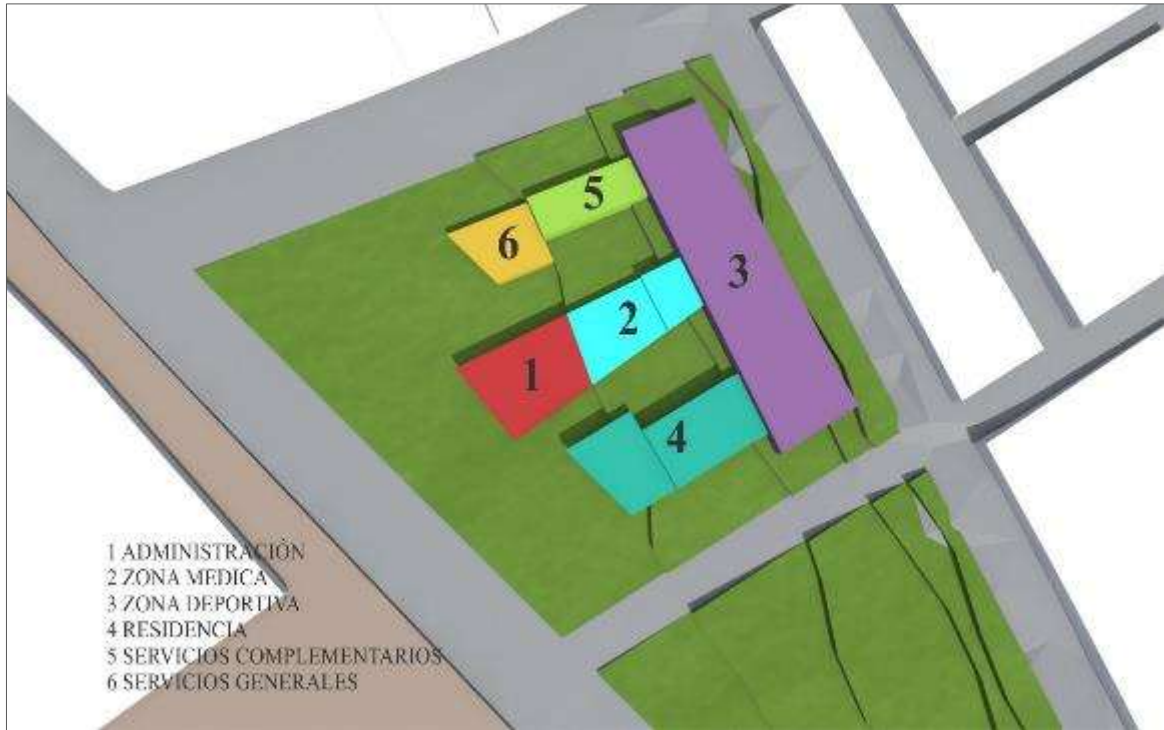 5
6
3
2
1
4
1 ADMINISTRACIÓN
2 ZONA MEDICA
3 ZONA DEPORTIVA
4 RESIDENCIA
5 SERVICIOS COMPLEMENTARIOS
6 SERVICIOS GENERALES